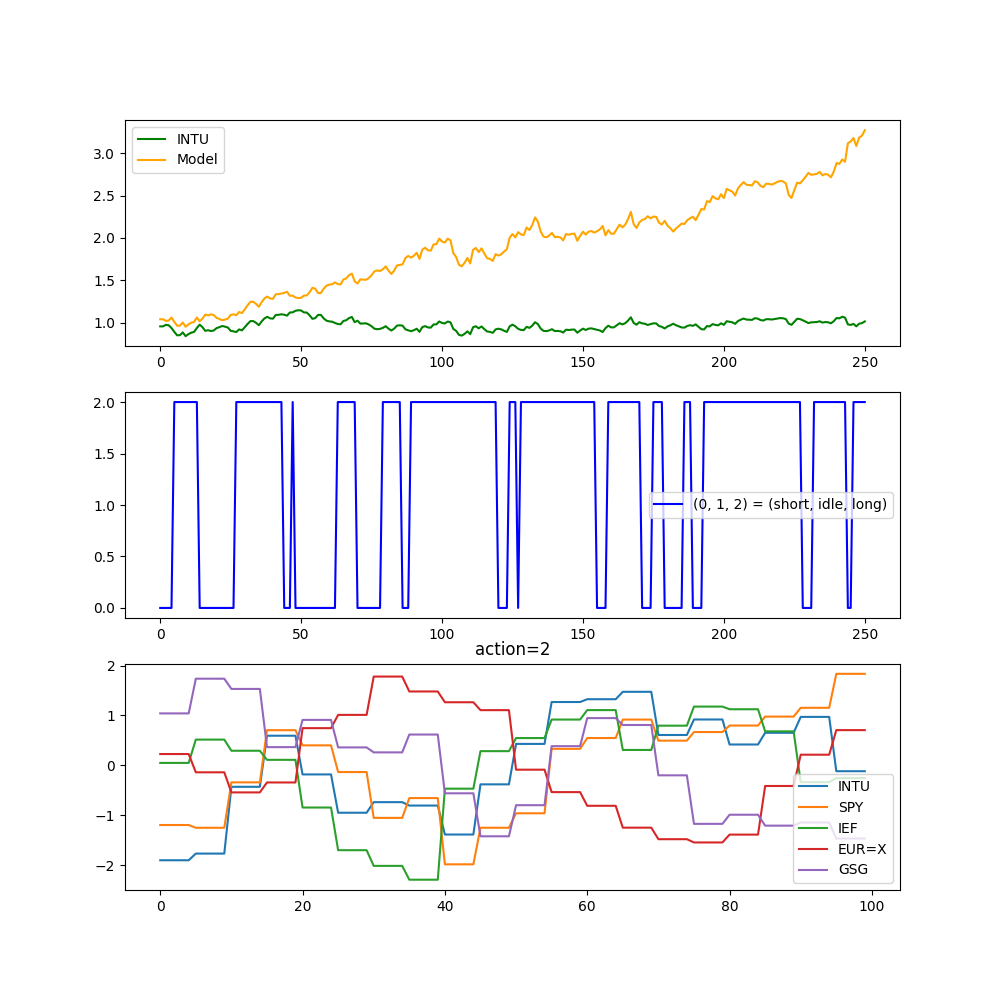 INTU
Model
3.0
2.5
2.0
1.5
1.0
0 50 100 150 200 250
2.0
1.5
1.0
0.5
0.0
(0, 1, 2) = (short, idle, long)
0 50 100 150 200 250
action=2
2
1
0
−1
−2
INTU
SPY
IEF
EUR=X
GSG
0 20 40 60 80 100